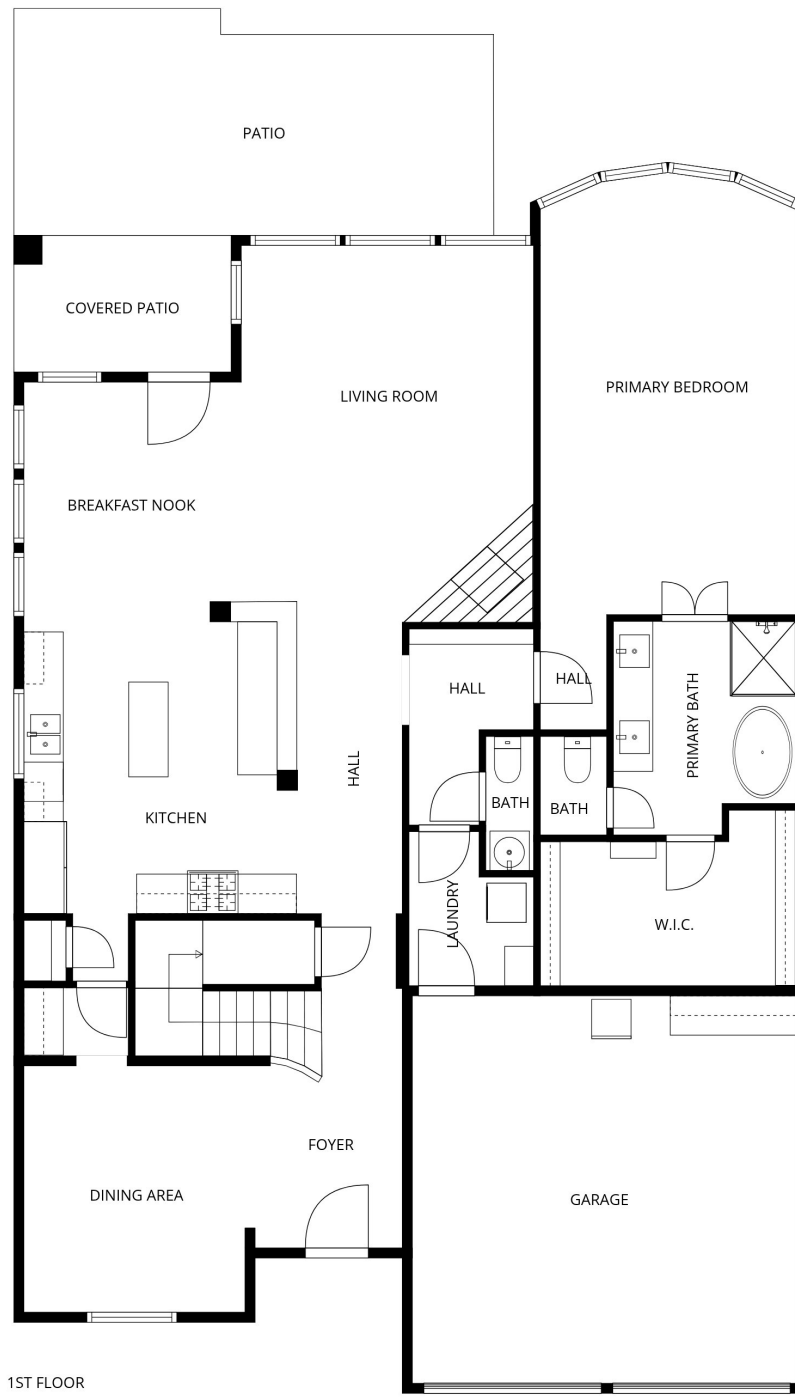 PATIO
COVERED PATIO
LIVING ROOM
PRIMARY BEDROOM
BREAKFAST NOOK
HALL
HALL
PRIMARY BATH
HALL
BATH
BATH
KITCHEN
LAUNDRY
W.I.C.
FOYER
DINING AREA
GARAGE
1ST FLOOR